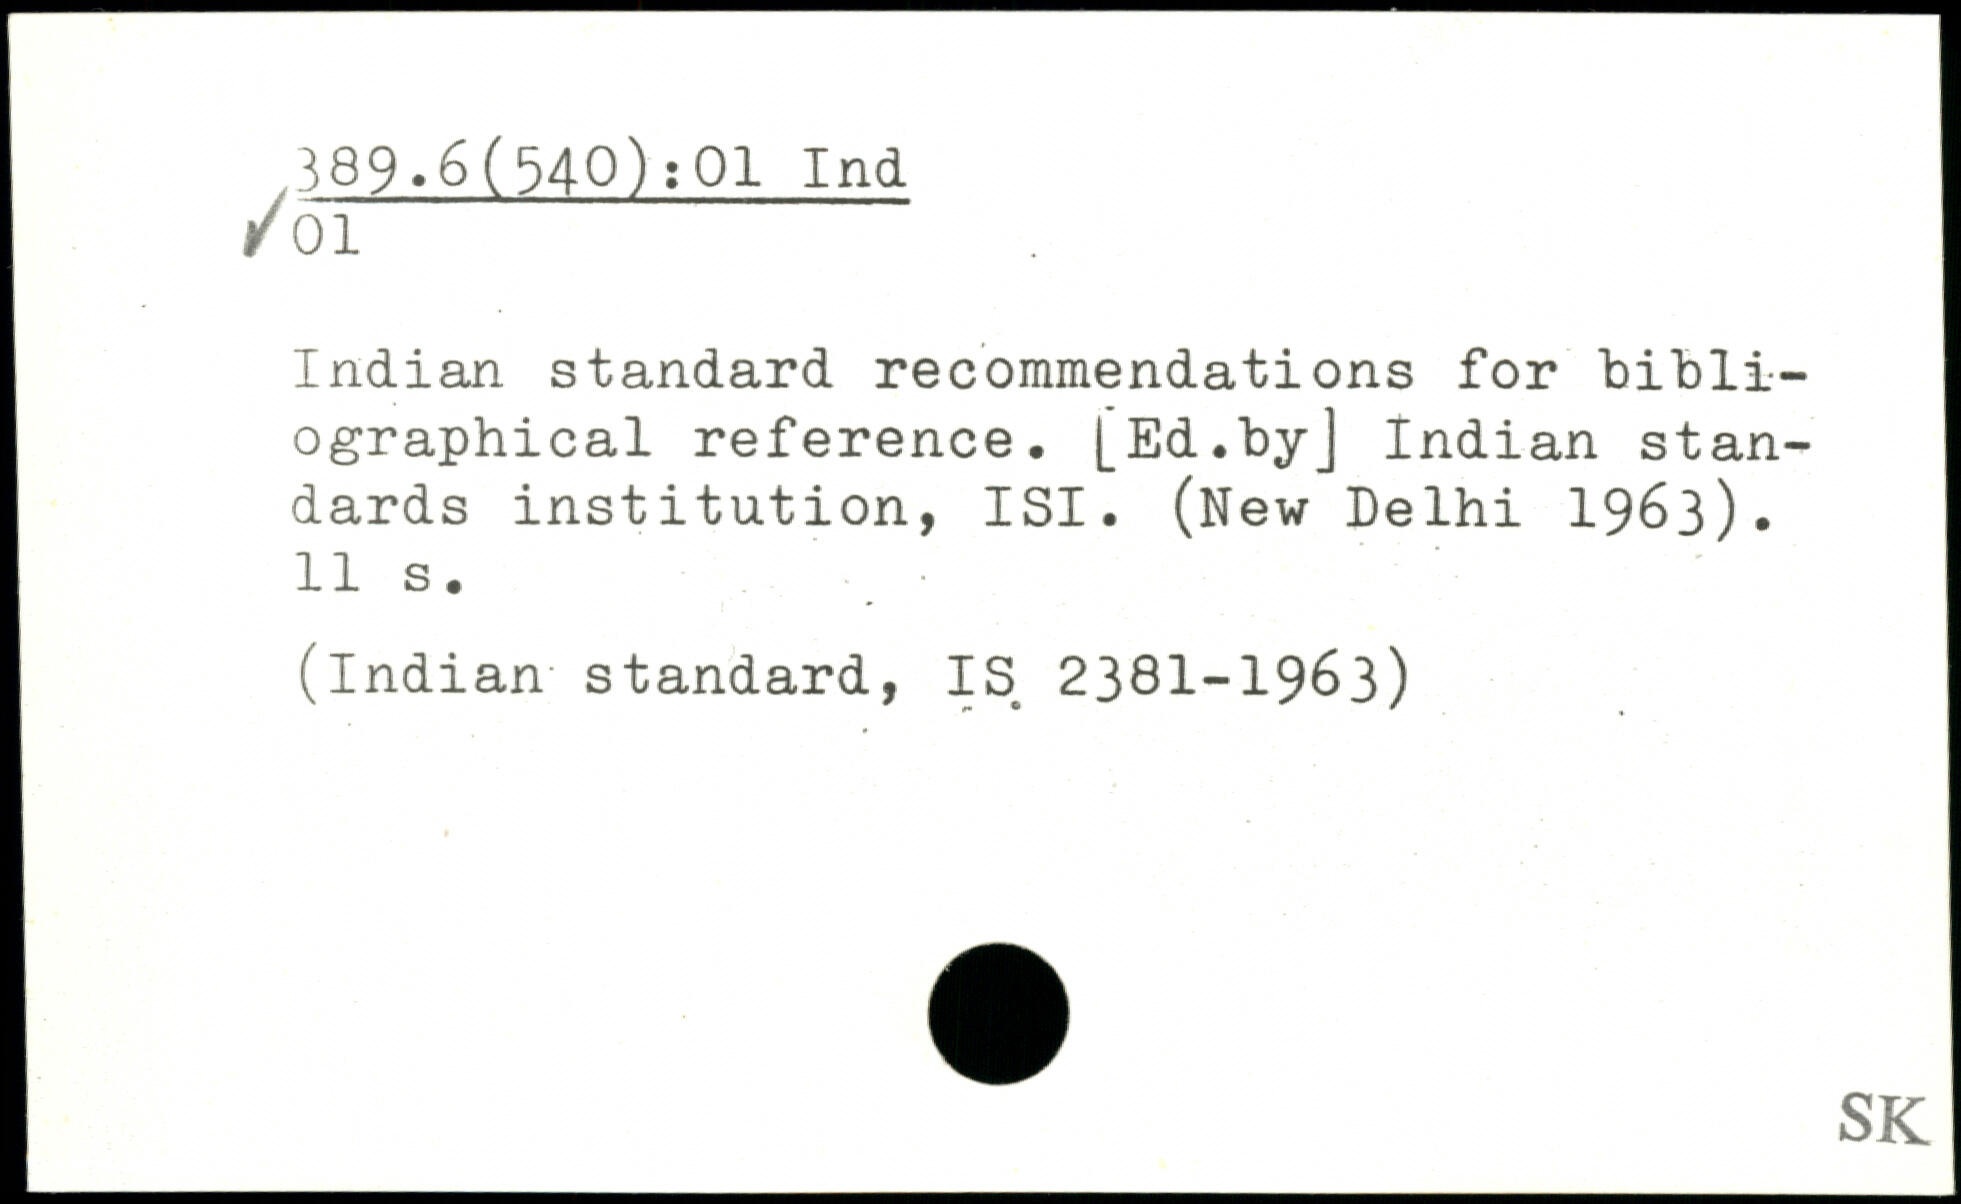 389.6(540):01 Ind
✓01
Indian standard recommendations for bibli-
ographical reference. [Ed.by] Indian stan-
dards institution, ISI. (New Delhi 1963).
11 s.
(Indian standard, IS 2381-1963)
SK